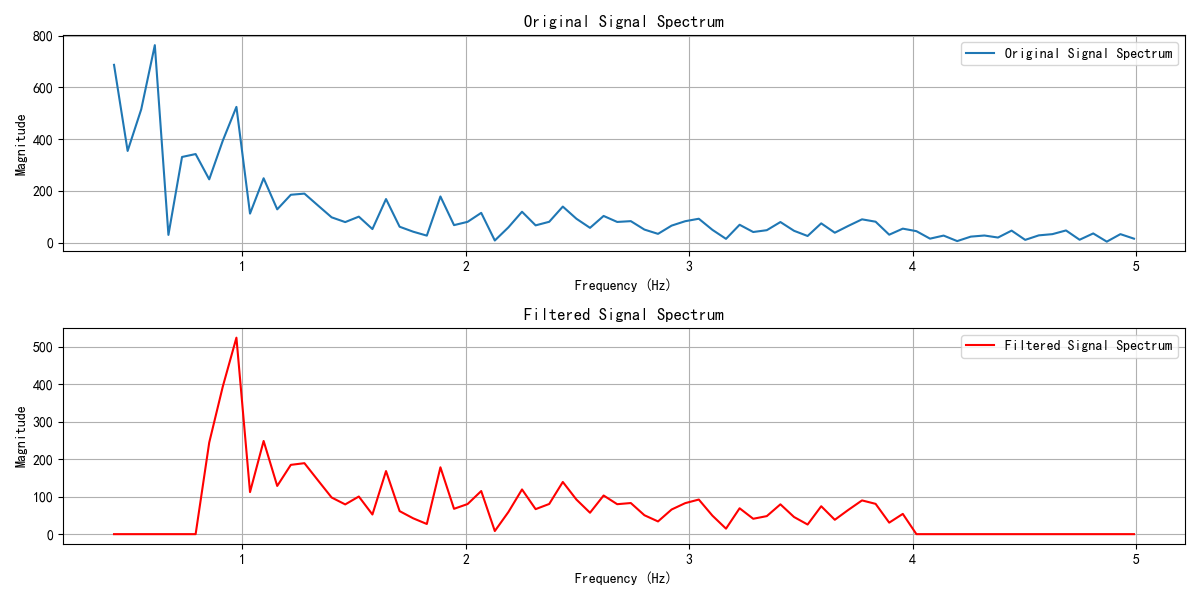 Original Signal Spectrum
800
600
400
200
0
Magnitude
Original Signal Spectrum
1 2 3 4 5
Frequency (Hz)
Filtered Signal Spectrum
500
400
300
200
100
0
Magnitude
Filtered Signal Spectrum
1 2 3 4 5
Frequency (Hz)